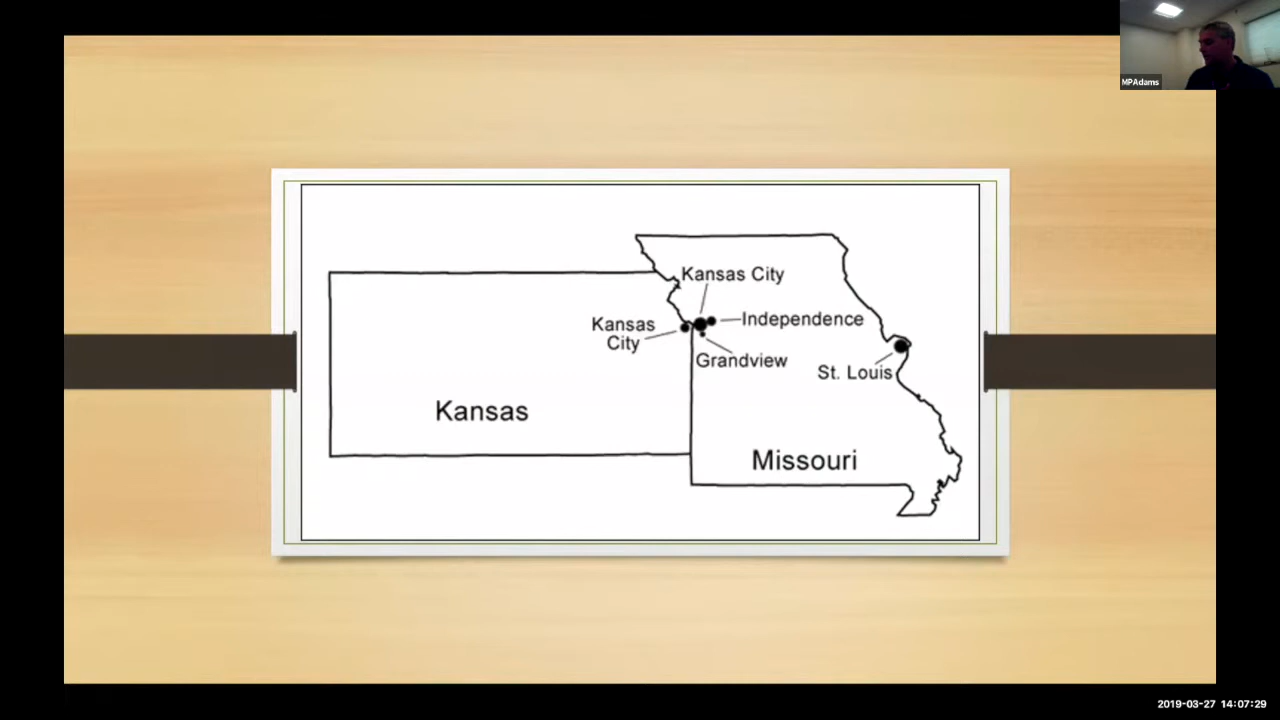 MPAdams
Kansas City
Independence
Kansas
City
Grandview
St. Louis
Kansas
Missouri
2019-03-27 14:07:29